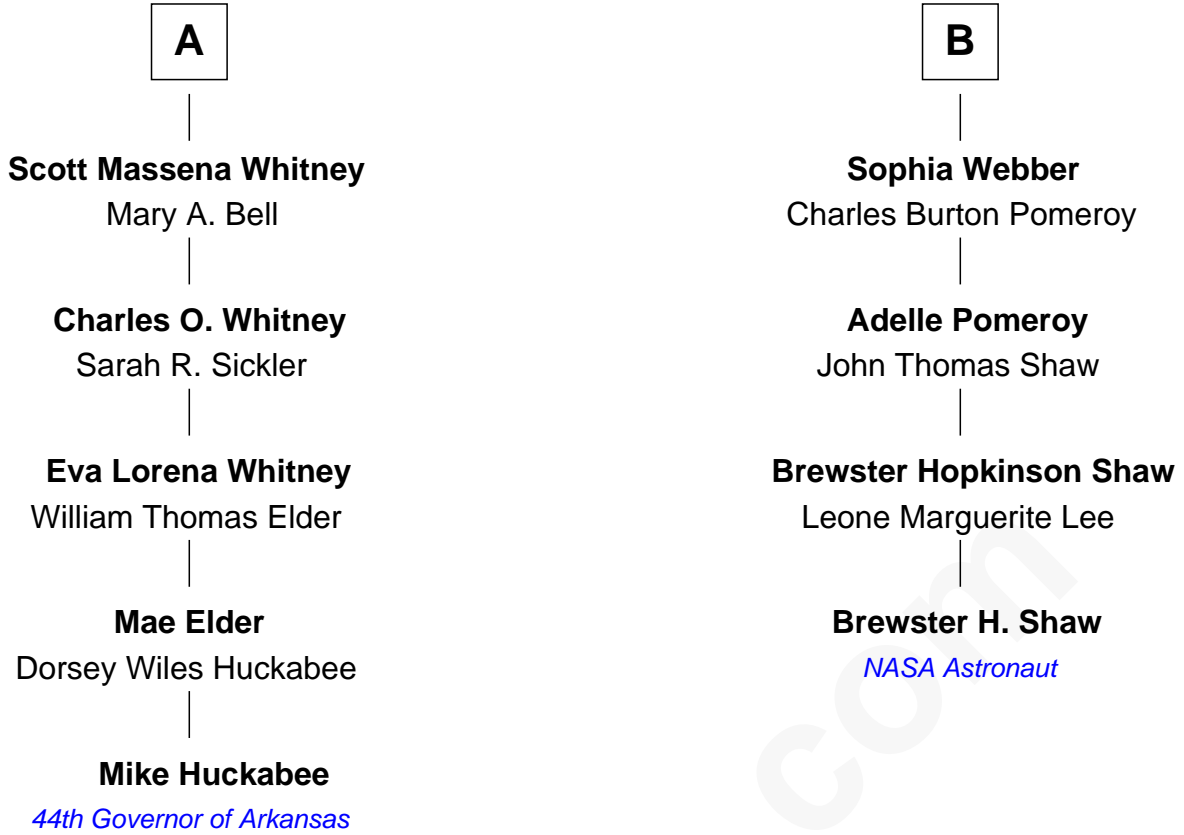 A
Scott Massena Whitney
Mary A. Bell
Charles O. Whitney
Sarah R. Sickler
Eva Lorena Whitney
William Thomas Elder
Mae Elder
Dorsey Wiles Huckabee
Mike Huckabee
44th Governor of Arkansas
B
Sophia Webber
Charles Burton Pomeroy
Adelle Pomeroy
John Thomas Shaw
Brewster Hopkinson Shaw
Leone Marguerite Lee
Brewster H. Shaw
NASA Astronaut
com